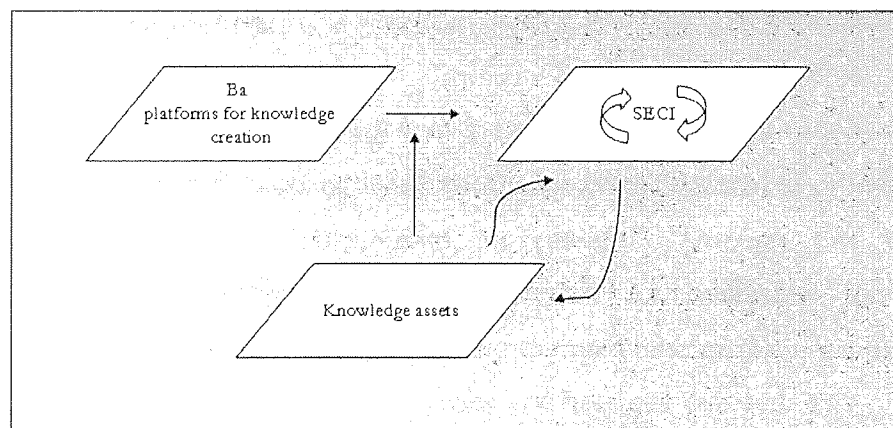 Ba
platforms for knowledge
creation
SECI
Knowledge assets